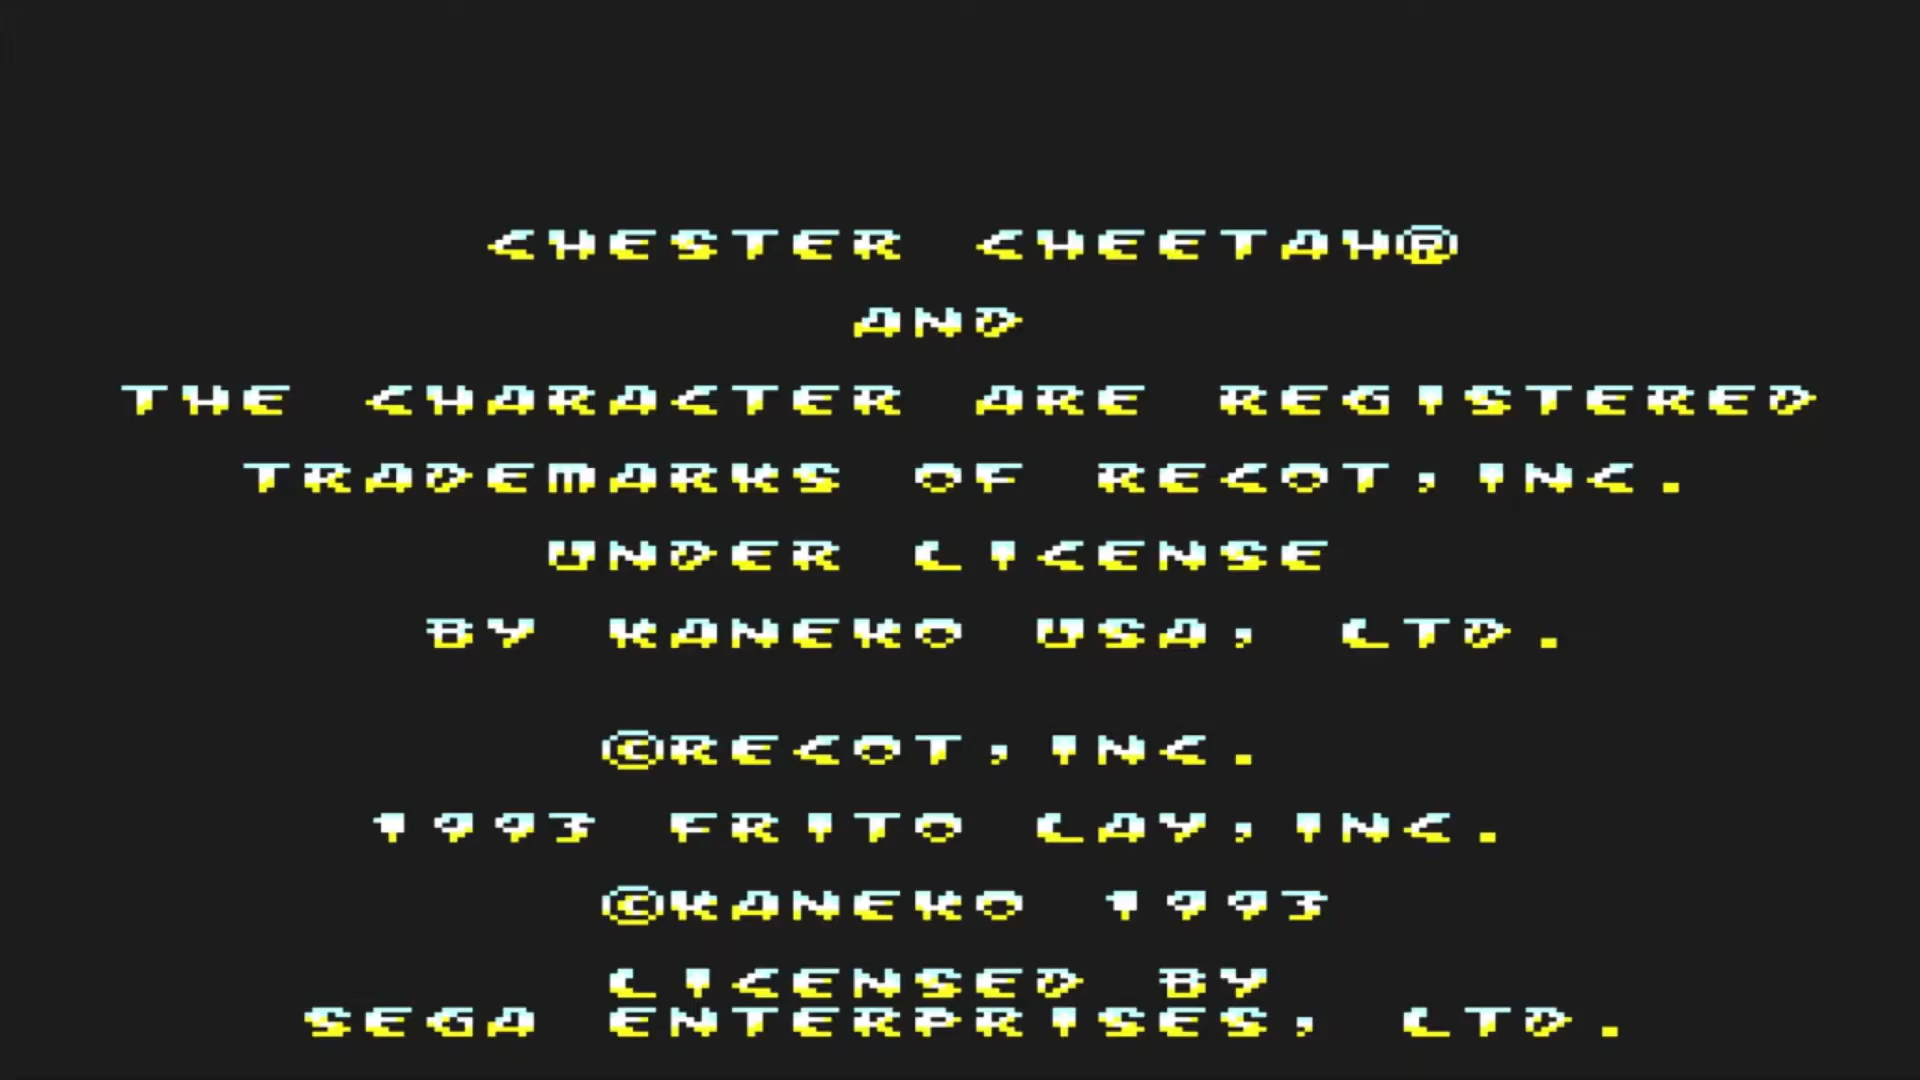 CHESTER CHEETAH®
AND
THE CHARACTER ARE REGISTERED
TRADEMARKS OF RECOT,INC.
UNDER LICENSE
BY KANEKO USA, LTD.
©RECOT,INC.
1993 FRITO LAY,INC.
©KANEKO 1993
LICENSED BY
SEGA ENTERPRISES, LTD.